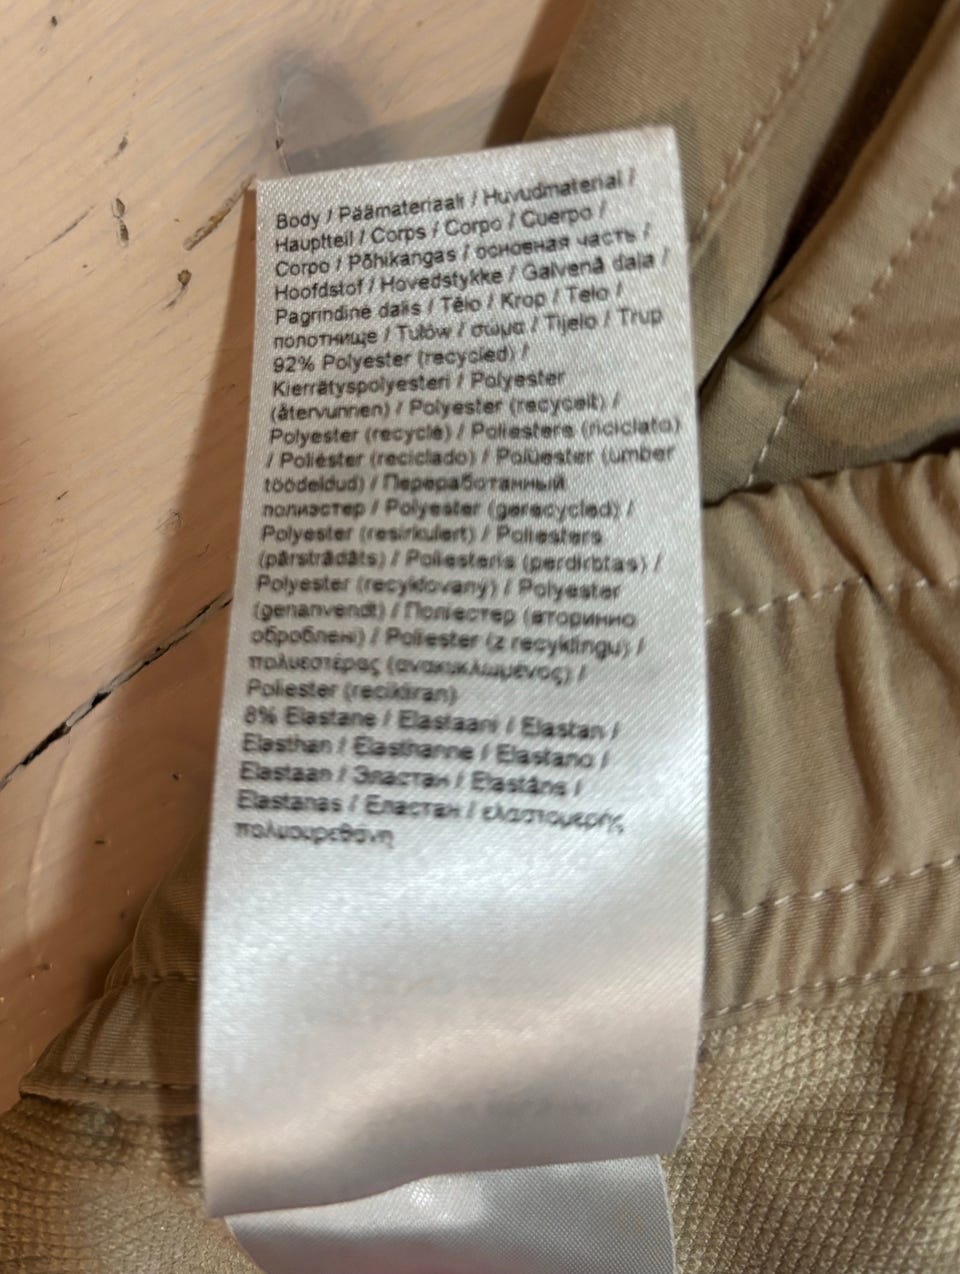 Body / Päämateriaali / Huvudmaterial /
Hauptteil / Corps / Corpo / Cuerpo /
Corpo / Põhikangas / основная часть /
Hoofdstof / Hovedstykke / Galvenā daļa /
Pagrindinė dalis / Tělo / Krop / Telo /
полотнище / Tułów / σώμα / Tijelo / Trup
92% Polyester (recycled) /
Kierrätyspolyesteri / Polyester
(återvunnen) / Polyester (recycelt) /
Polyester (recyclé) / Poliestere (riciclato)
/ Poliéster (reciclado) / Polüester (ümber
töödeldud) / Переработанный
полиэстер / Polyester (gerecycled) /
Polyester (resirkulert) / Poliesters
(pārstrādāts) / Poliesteris (perdirbtas) /
Polyester (recyklovaný) / Polyester
(genanvendt) / Поліестер (вторинно
оброблені) / Poliester (z recyklingu) /
πολυεστέρας (ανακυκλωμένος) /
Poliester (recikliran)
8% Elastane / Elastaani / Elastan /
Elasthan / Elasthanne / Elastano /
Elastaan / Эластан / Elastāns /
Elastanas / Еластан / ελαστομερής
πολυουρεθάνη